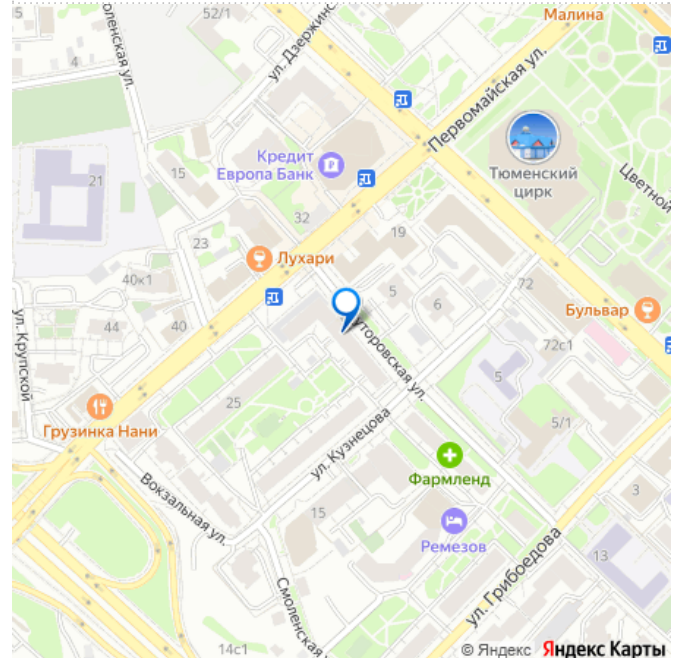 52/1
Малина
оленская ул.
5
4
ул. Дзержинс
Первомайская ул.
Кредит
Европа Банк
Тюменский
цирк
Цветной
15
21
32
19
23
Лухари
40к1
5
6
72
Бульвар
44
40
уторовская ул.
72с1
ул. Крупской
5
25
Грузинка Нани
ул. Кузнецова
5/1
Вокзальная ул.
Фармленд
3
15
Ремезов
ул. Грибоедова
13
Смоленская у
14с1
© Яндекс Яндекс Карты